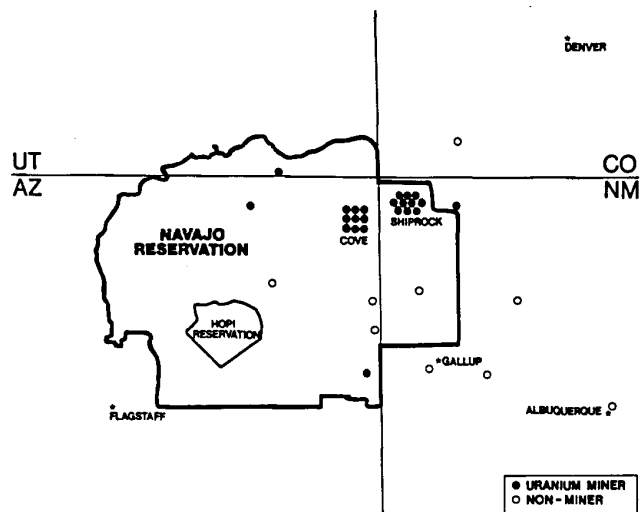 * DENVER
UT
CO
AZ
NM
NAVAJO
RESERVATION
COVE
SHIPROCK
HOPI
RESERVATION
*GALLUP
* FLAGSTAFF
ALBUQUERQUE *
● URANIUM MINER
○ NON-MINER